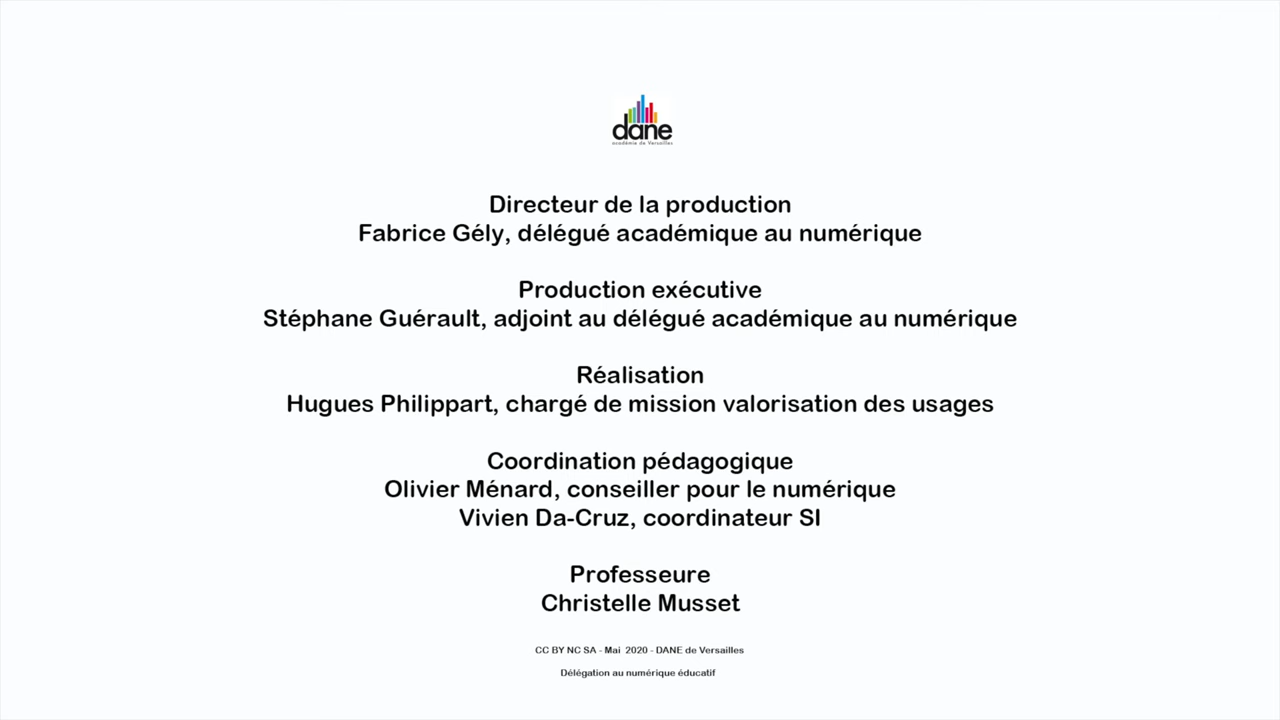 dane
académie de Versailles
Directeur de la production
Fabrice Gély, délégué académique au numérique
Production exécutive
Stéphane Guérault, adjoint au délégué académique au numérique
Réalisation
Hugues Philippart, chargé de mission valorisation des usages
Coordination pédagogique
Olivier Ménard, conseiller pour le numérique
Vivien Da-Cruz, coordinateur SI
Professeure
Christelle Musset
CC BY NC SA - Mai 2020 - DANE de Versailles
Délégation au numérique éducatif